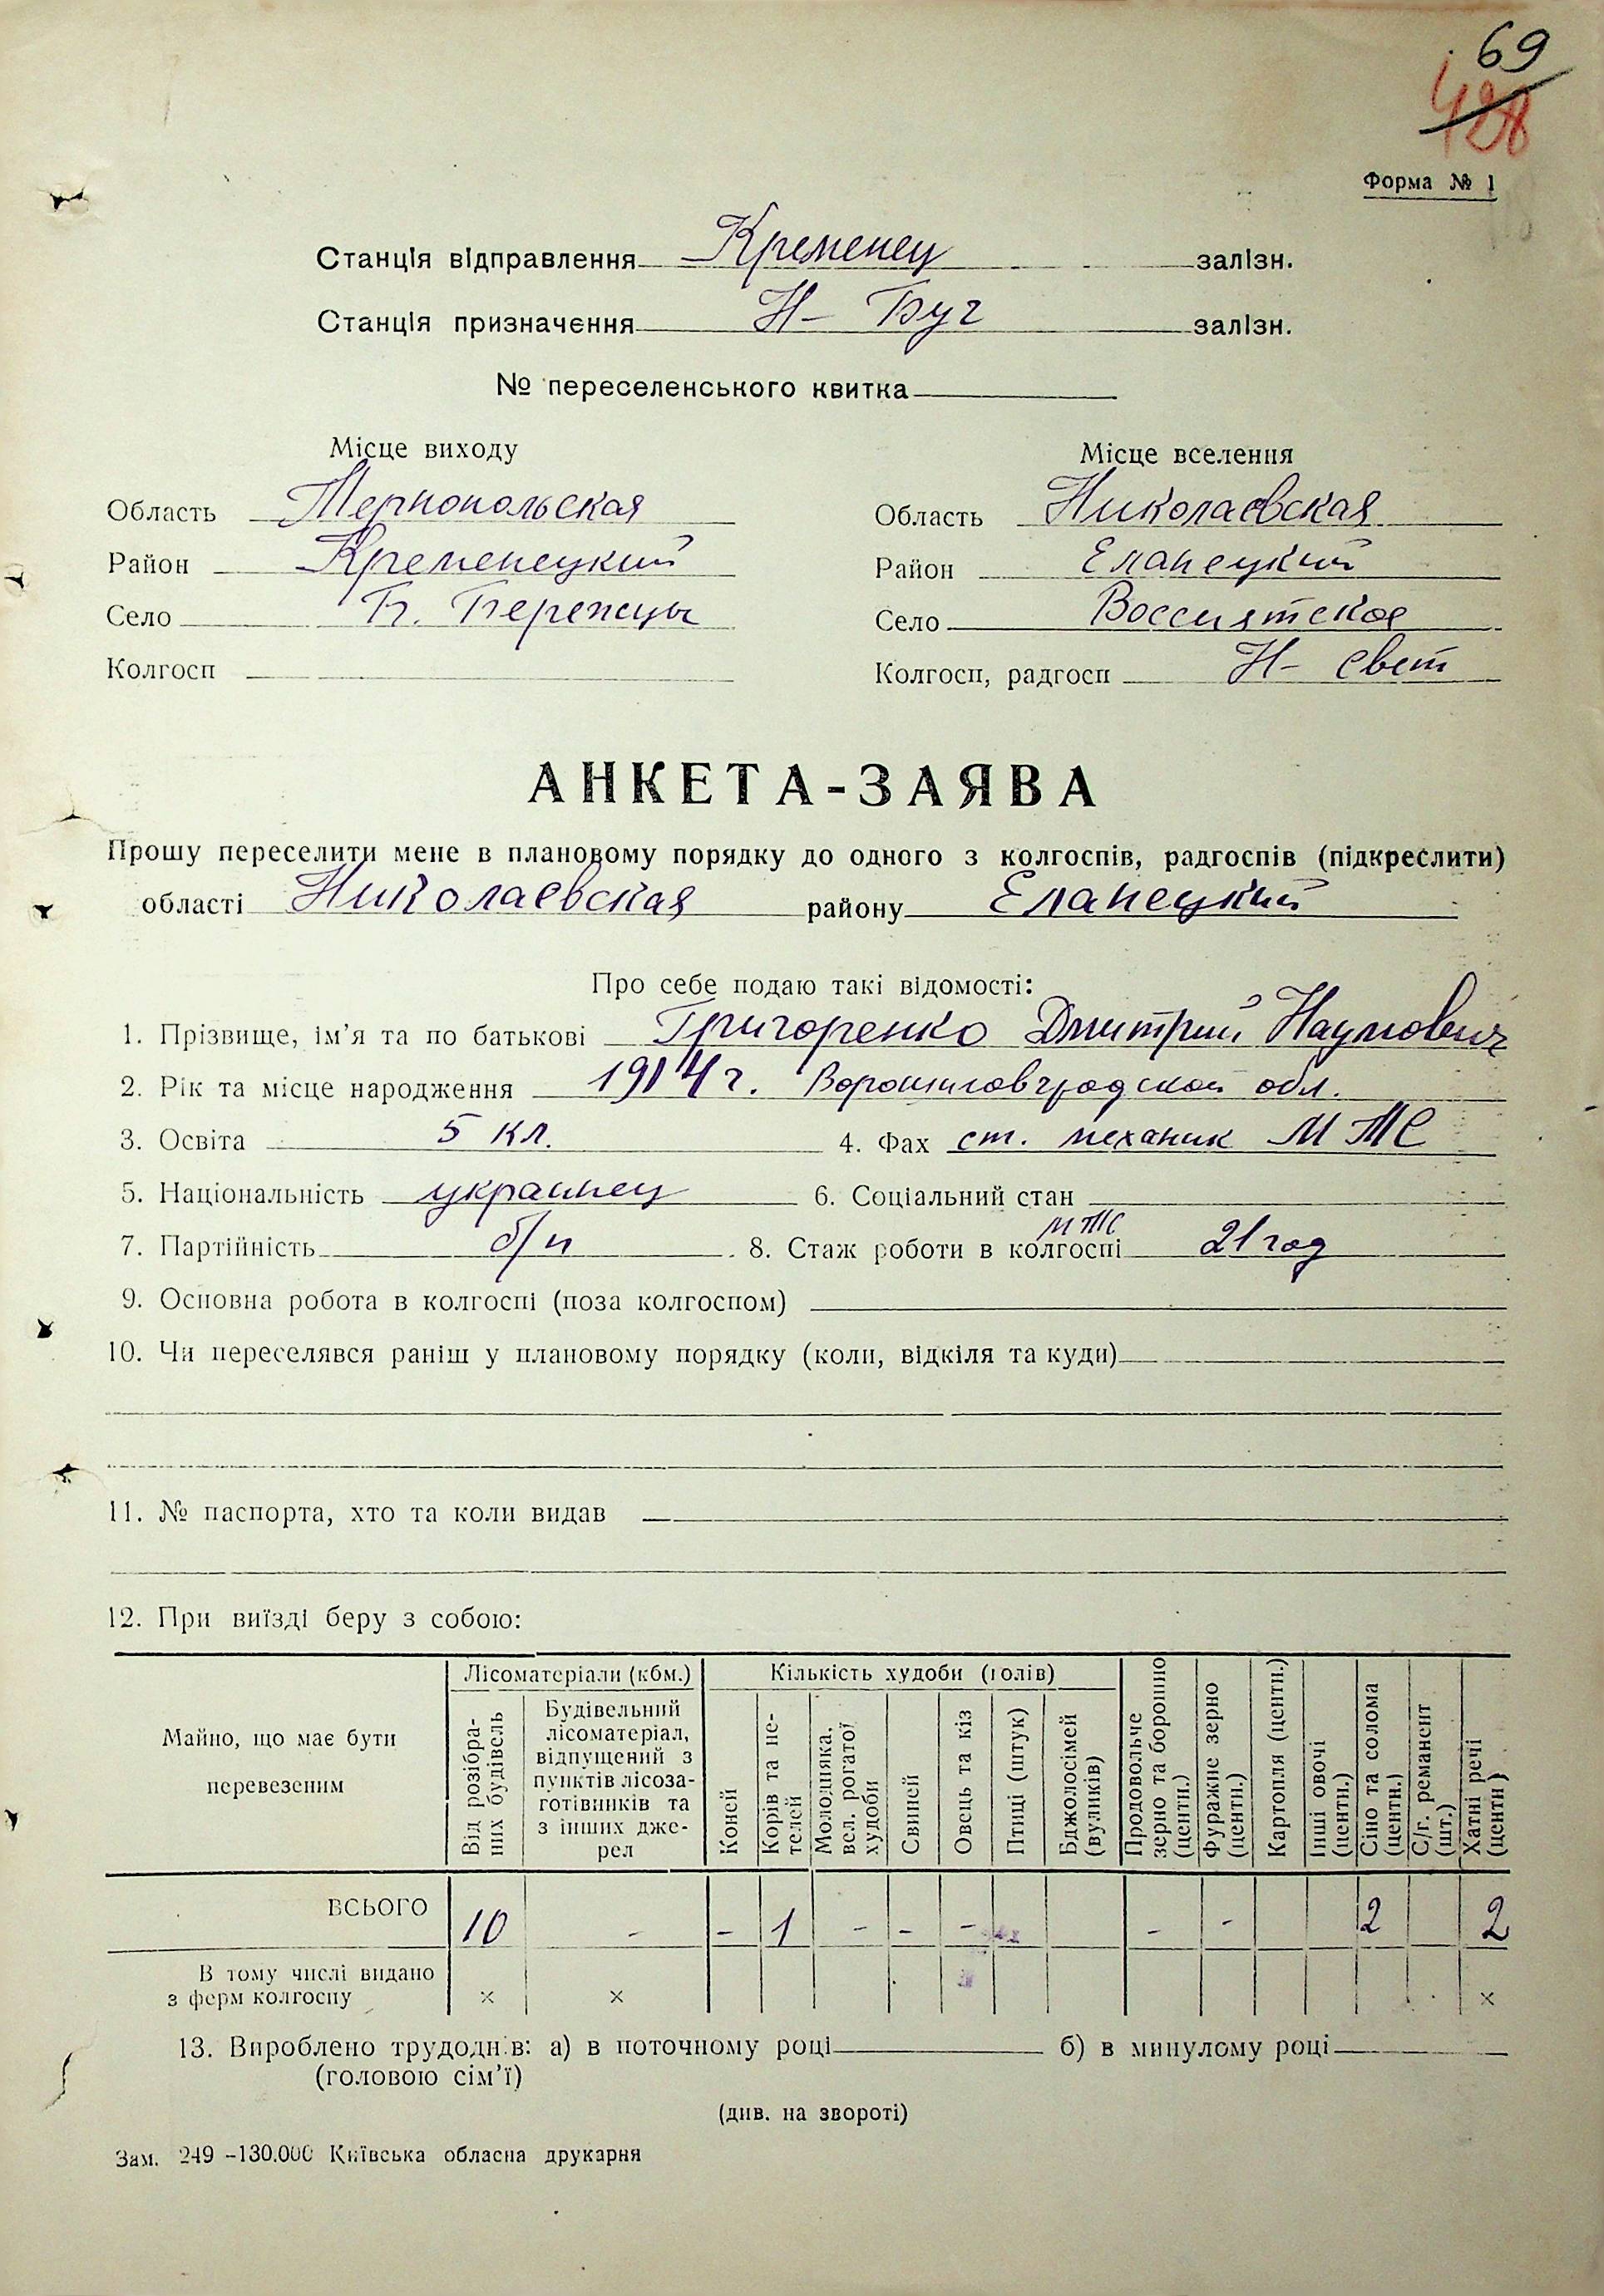 69
428
Форма № 1
Станція відправлення Кременец залізн.
Станція призначення Н- Буг залізн.
№ переселенського квитка
Місце виходу
Місце вселення
Область Тернопольская
Область Николаевская
Район Кременецкий
Район Еланецкий
Село Б. Бережцы
Село Воссиятское
Колгосп
Колгосп, радгосп Н- Свет
АНКЕТА-ЗАЯВА
Прошу переселити мене в плановому порядку до одного з колгоспів, радгоспів (підкреслити)
області Николаевская району Еланецкий
Про себе подаю такі відомості:
1. Прізвище, ім’я та по батькові Григоренко Дмитрий Наумович
2. Рік та місце народження 1914 г. Ворошиловградской обл.
3. Освіта 5 кл. 4. Фах ст. механик МТС
5. Національність украинец 6. Соціальний стан
МТС
7. Партійність б/п 8. Стаж роботи в колгоспі 21 год
9. Основна робота в колгоспі (поза колгоспом)
10. Чи переселявся раніш у плановому порядку (коли, відкіля та куди)
11. № паспорта, хто та коли видав
12. При виїзді беру з собою:
Майно, що має бути
перевезеним
Лісоматеріали (кбм.)
Від розібра-
них будівель
Будівельний
лісоматеріал,
відпущений з
пунктів лісоза-
готівників та
з інших дже-
рел
Кількість худоби (голів)
Коней
Корів та не-
телей
Молодняка,
вел. рогатої
худоби
Свиней
Овець та кіз
Птиці (штук)
Бджолосімей
(вуликів)
Продовольче
зерно та борошно
(центн.)
Фуражне зерно
(центн.)
Картопля (центн.)
Інші овочі
(центн.)
Сіно та солома
(центн.)
С/г. реманент
(шт.)
Хатні речі
(центн)
ВСЬОГО 10 - - 1 - - - - - 2 2
В тому числі видано
з ферм колгоспу × × ×
13. Вироблено трудоднів: а) в поточному році б) в минулому році
(головою сім’ї)
(див. на звороті)
Зам. 249 -130.000 Київська обласна друкарня